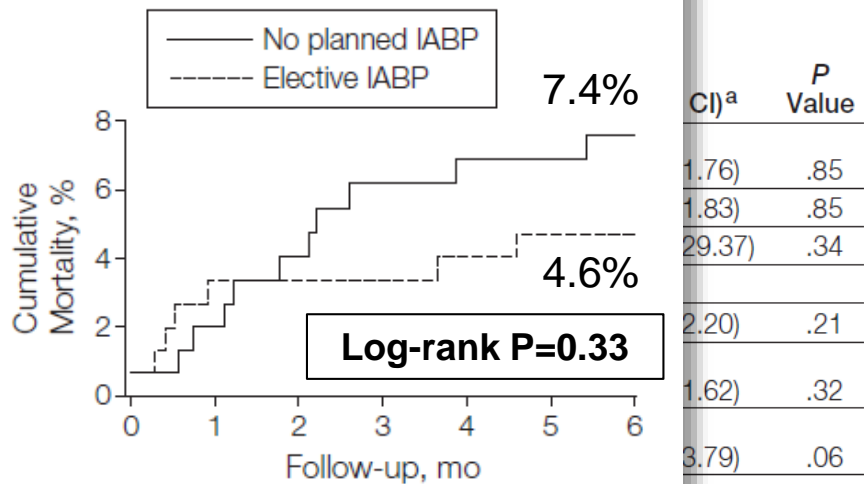 No planned IABP
Elective IABP
7.4%
8
6
4
2
0
Cumulative
Mortality, %
4.6%
Log-rank P=0.33
0 1 2 3 4 5 6
Follow-up, mo
P
CI)ª Value
1.76) .85
1.83) .85
29.37) .34
2.20) .21
1.62) .32
3.79) .06